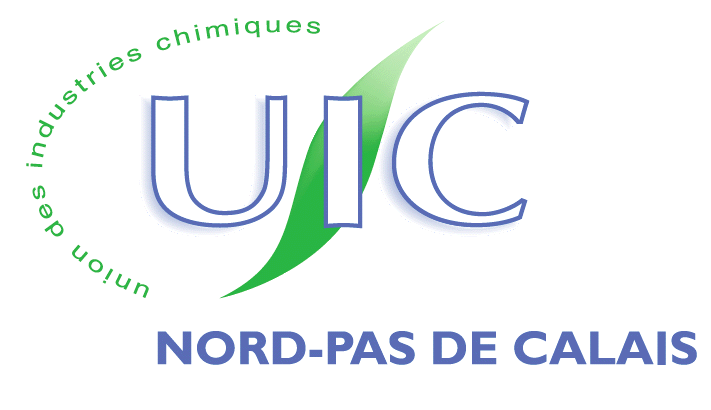 union des industries chimiques
UIC
NORD-PAS DE CALAIS